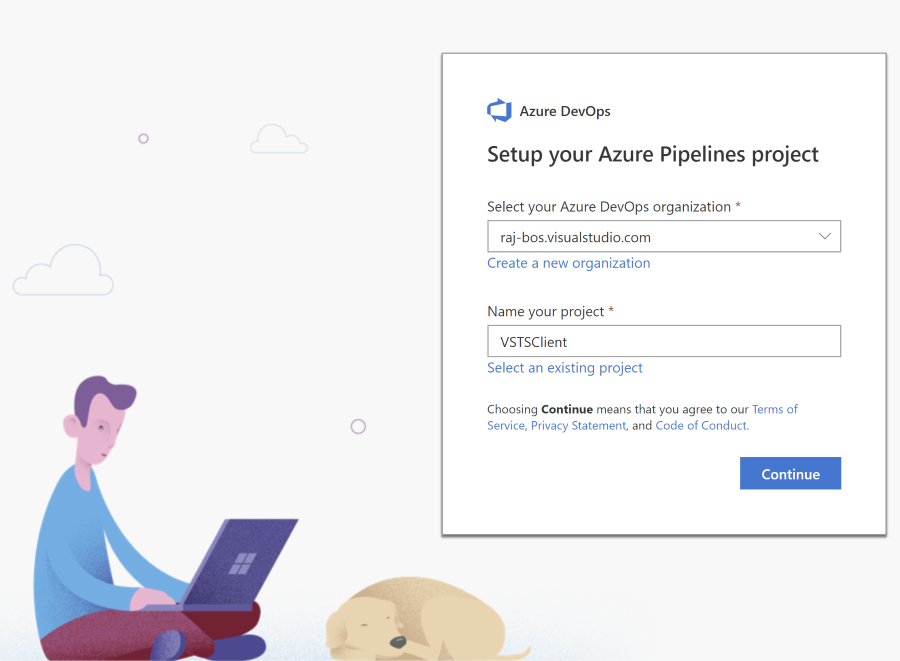 Azure DevOps
Setup your Azure Pipelines project
Select your Azure DevOps organization *
raj-bos.visualstudio.com
Create a new organization
Name your project *
VSTSClient
Select an existing project
Choosing Continue means that you agree to our Terms of
Service, Privacy Statement, and Code of Conduct.
Continue